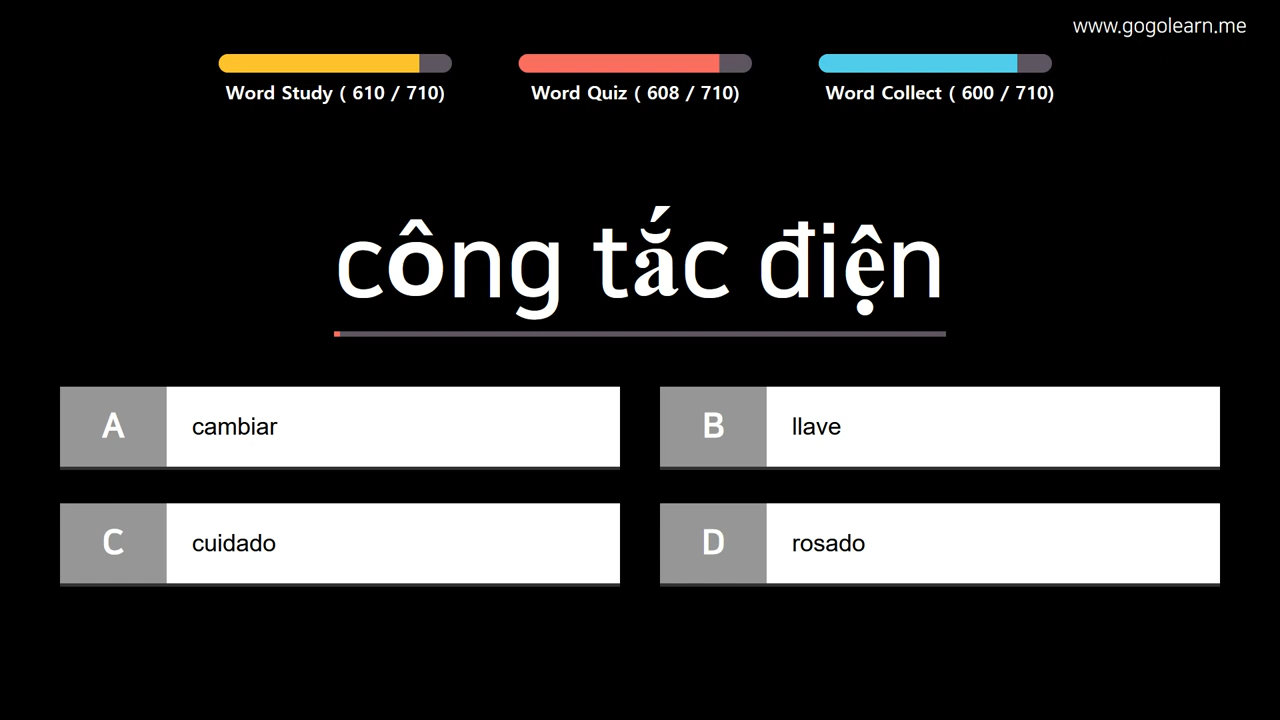 www.gogolearn.me
Word Study ( 610 / 710)
Word Quiz ( 608 / 710)
Word Collect ( 600 / 710)
công tắc điện
A cambiar
B llave
C cuidado
D rosado